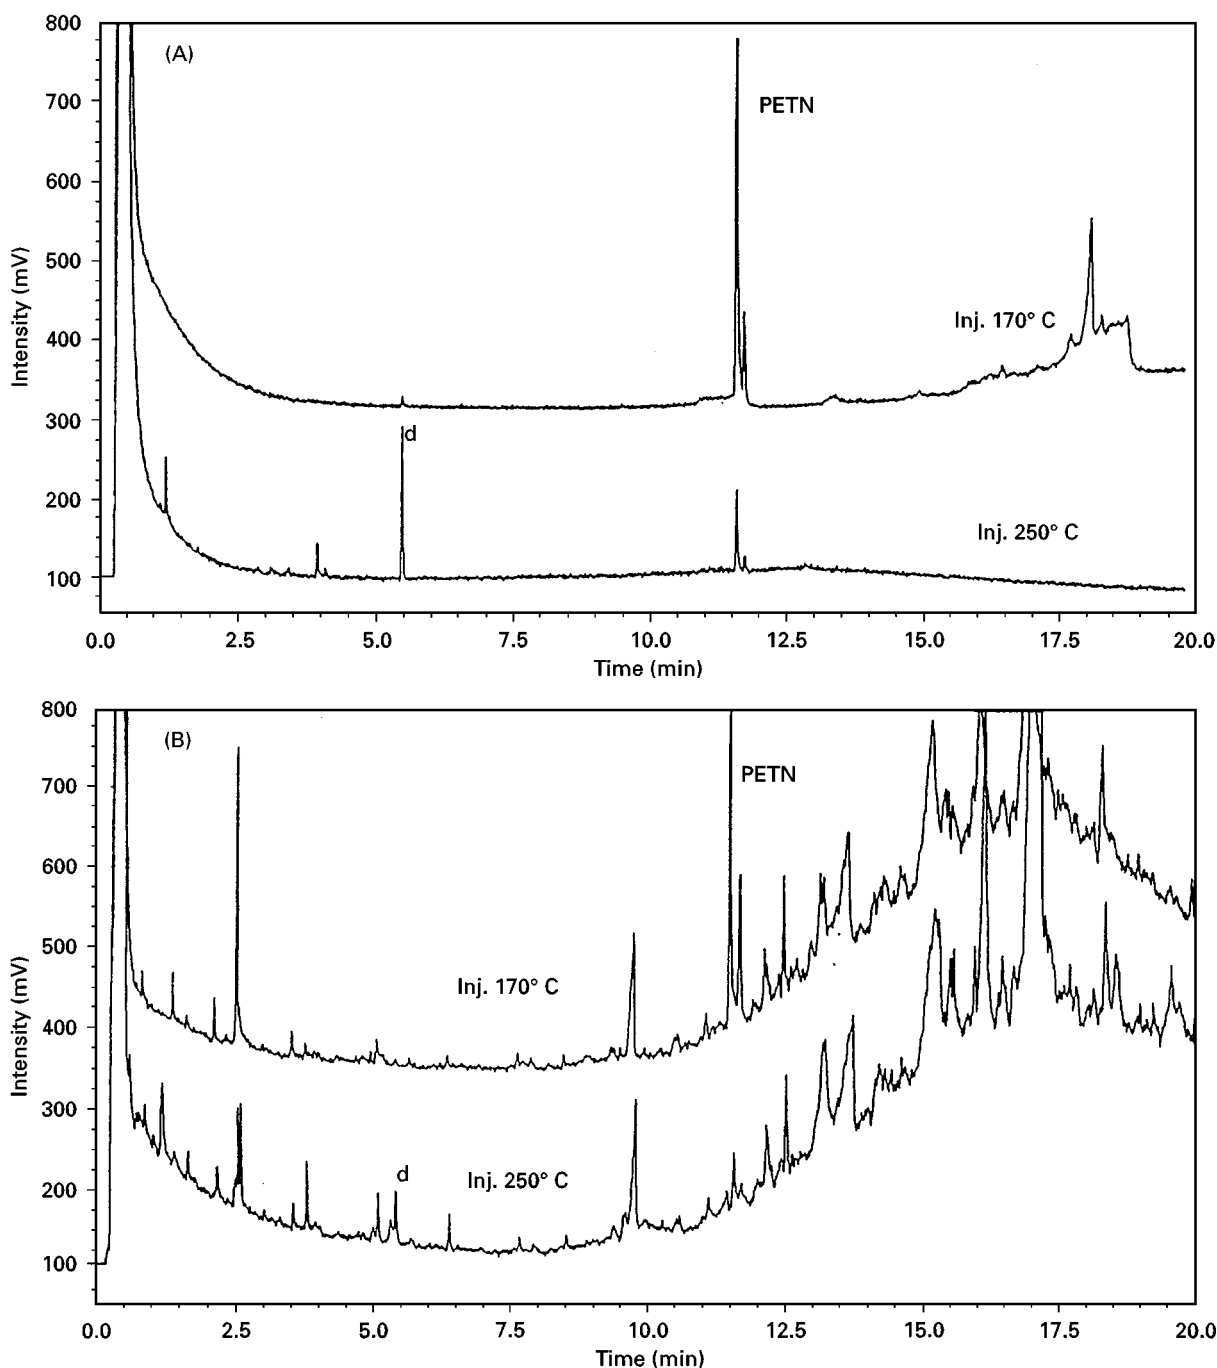 800
(A)
700
PETN
600
500
Inj. 170° C
400
300
d
200
Inj. 250° C
100
Intensity (mV)
0.0 2.5 5.0 7.5 10.0 12.5 15.0 17.5 20.0
Time (min)
800
(B)
700
PETN
600
500
Inj. 170° C
400
300
d
200
Inj. 250° C
100
Intensity (mV)
0.0 2.5 5.0 7.5 10.0 12.5 15.0 17.5 20.0
Time (min)